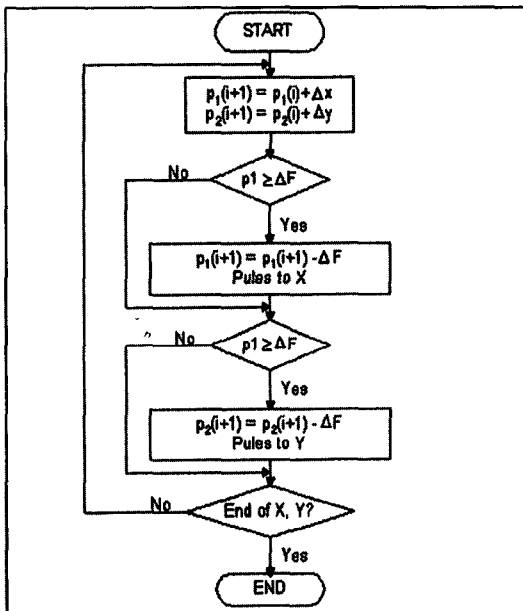 START
p₁(i+1) = p₁(i)+Δx
p₂(i+1) = p₂(i)+Δy
No
p1 ≥ ΔF
Yes
p₁(i+1) = p₁(i+1) -ΔF
Pules to X
No
p1 ≥ ΔF
Yes
p₂(i+1) = p₂(i+1) -ΔF
Pules to Y
No
End of X, Y?
Yes
END